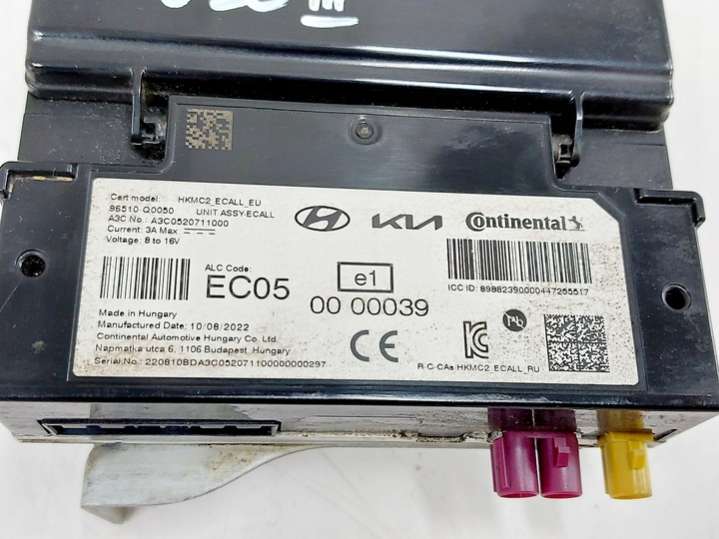 Cert model: HKMC2_ECALL_EU
96510-Q0050 UNIT ASSY-ECALL
A3C No.: A3C0520711000
Current: 3A Max
Voltage: 8 to 16V
HYUNDAI KIA Continental
ALC Code:
EC05
e1
00 00039
ICC ID: 89882390000447255517
Made in Hungary
Manufactured Date: 10/08/2022
Continental Automotive Hungary Co. Ltd.
Napmatka utca 6. 1106 Budapest, Hungary
Serial.No.: 220810BDA3C0520711000000000297
CE
R-C-CAs HKMC2_ECALL_RU